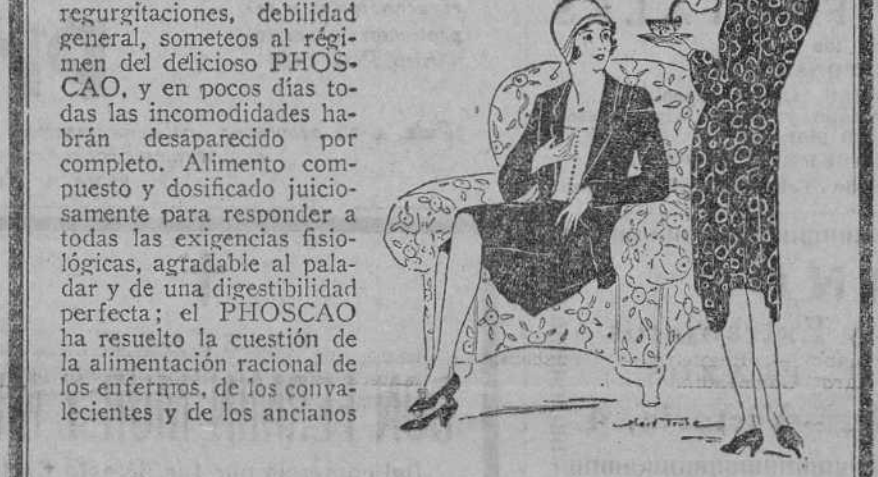 regurgitaciones, debilidad
general, someteos al régi-
men del delicioso PHOS-
CAO, y en pocos días to-
das las incomodidades ha-
brán desaparecido por
completo. Alimento com-
puesto y dosificado juicio-
samente para responder a
todas las exigencias fisio-
lógicas, agradable al pala-
dar y de una digestibilidad
perfecta; el PHOSCAO
ha resuelto la cuestión de
la alimentación racional de
los enfermos, de los conva-
lecientes y de los ancianos